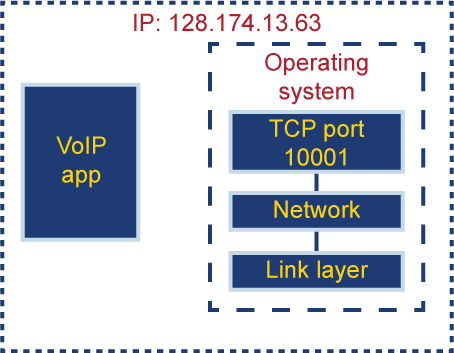 IP: 128.174.13.63
VoIP
app
Operating
system
TCP port
10001
Network
Link layer